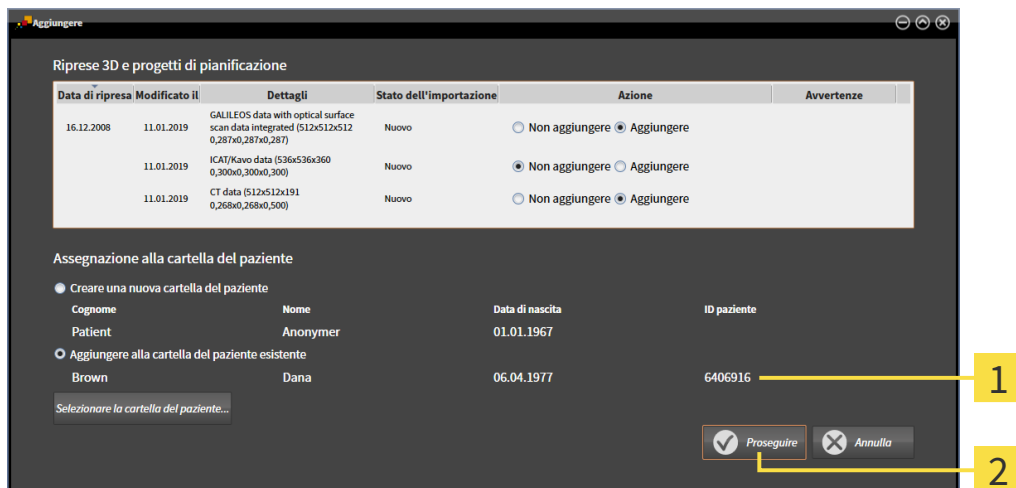 Aggiungere
Riprese 3D e progetti di pianificazione
Data di ripresa Modificato il Dettagli Stato dell'importazione Azione Avvertenze
GALILEOS data with optical surface
16.12.2008 11.01.2019 scan data integrated (512x512x512 Nuovo Non aggiungere Aggiungere
0,287x0,287x0,287)
ICAT/Kavo data (536x536x360
11.01.2019 Nuovo Non aggiungere Aggiungere
0,300x0,300x0,300)
CT data (512x512x191
11.01.2019 Nuovo Non aggiungere Aggiungere
0,268x0,268x0,500)
Assegnazione alla cartella del paziente
Creare una nuova cartella del paziente
Cognome Nome Data di nascita ID paziente
Patient Anonymer 01.01.1967
Aggiungere alla cartella del paziente esistente
Brown Dana 06.04.1977 6406916 1
Selezionare la cartella del paziente...
Proseguire Annulla
2